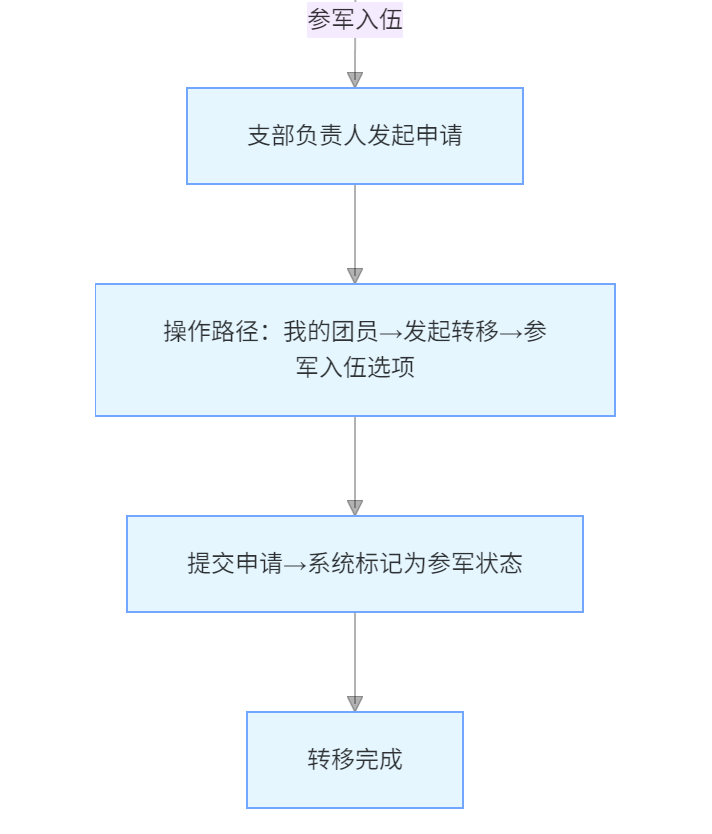 参军入伍
支部负责人发起申请
操作路径：我的团员→发起转移→参
军入伍选项
提交申请→系统标记为参军状态
转移完成